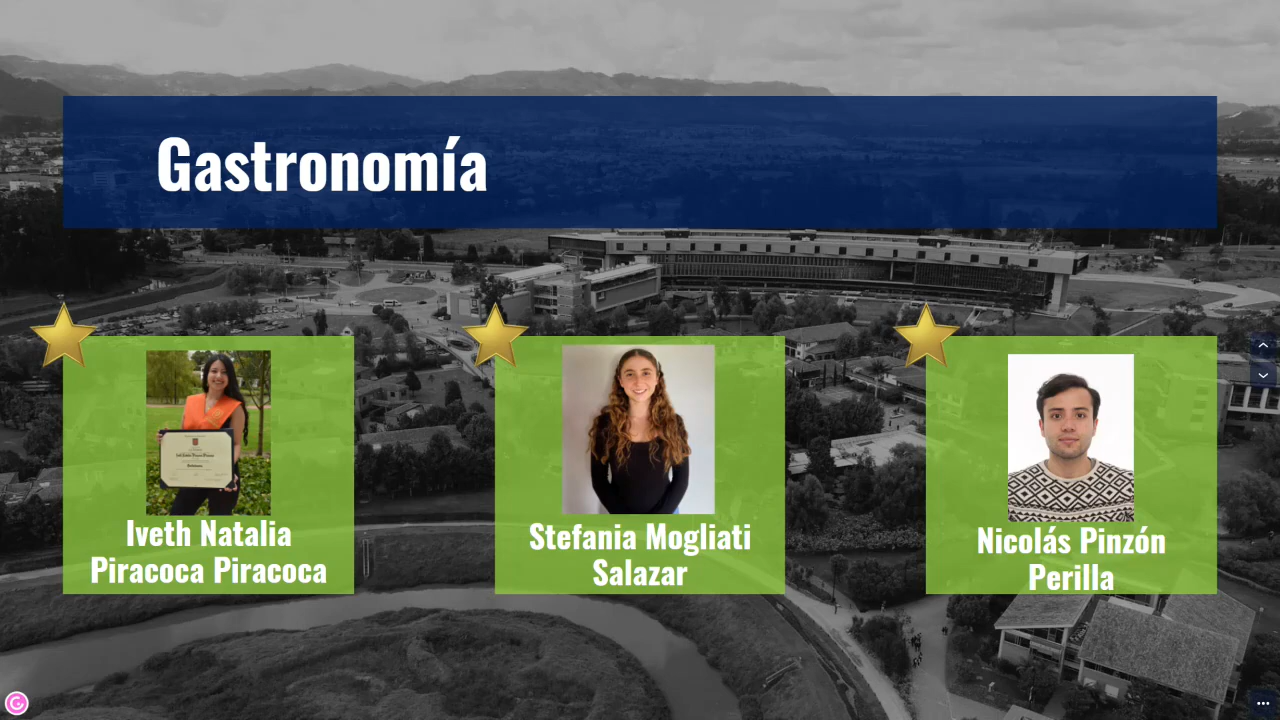 Gastronomía
Iveth Natalia
Piracoca Piracoca
Stefania Mogliati
Salazar
Nicolás Pinzón
Perilla